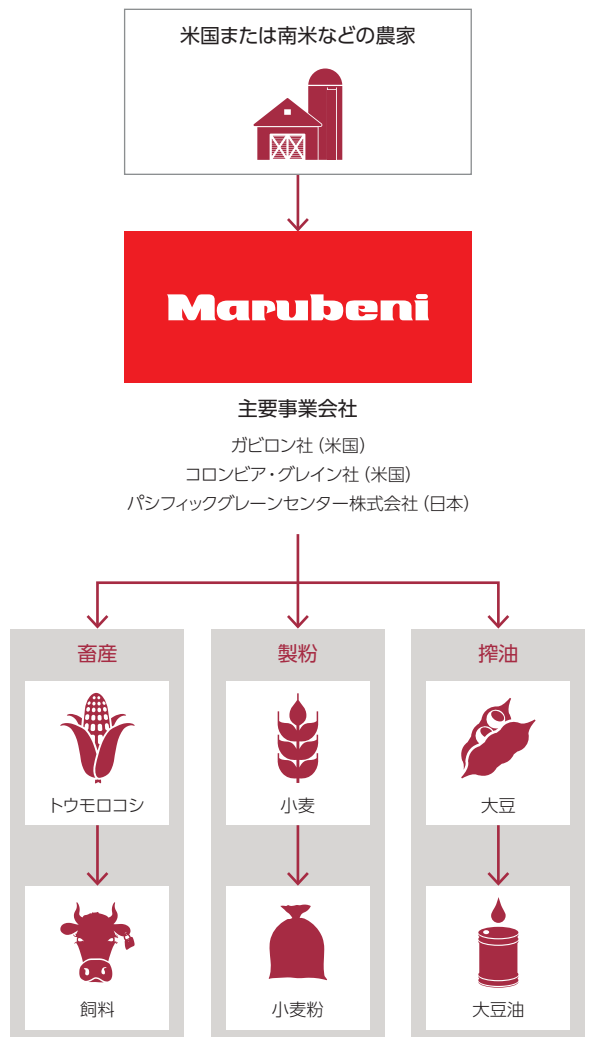 米国または南米などの農家
Marubeni
主要事業会社
ガビロン社 (米国)
コロンビア・グレイン社 (米国)
パシフィックグレーンセンター株式会社 (日本)
畜産
製粉
搾油
トウモロコシ
小麦
大豆
飼料
小麦粉
大豆油